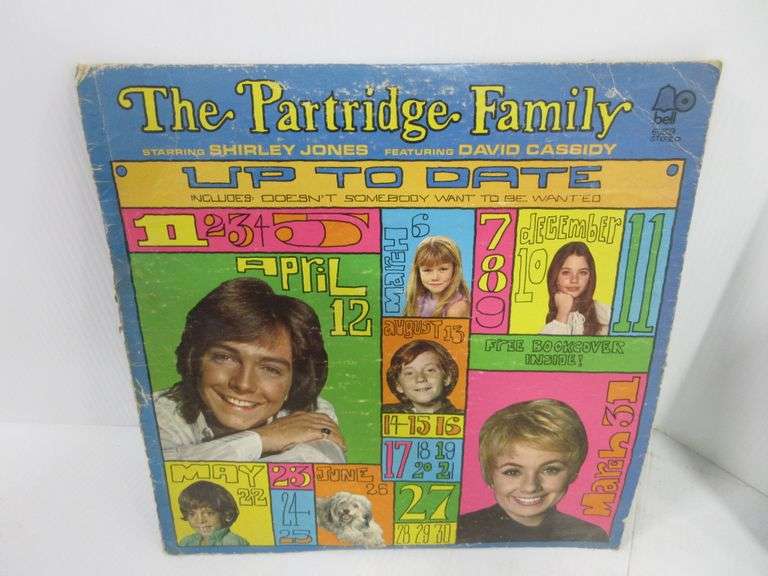 The Partridge Family
STARRING SHIRLEY JONES FEATURING DAVID CASSIDY
bell
STEREO
UP TO DATE
INCLUDES: DOESN'T SOMEBODY WANT TO BE WANTED
1 2 3 4 5
APRIL 12
MARCH 6
7 8 9
december 10
11
AUGUST 13
FREE BOOKCOVER INSIDE!
14-15 16
17 18 19 20 21
March 31
MAY 22
23
24
25
JUNE 26
27
28 29 30